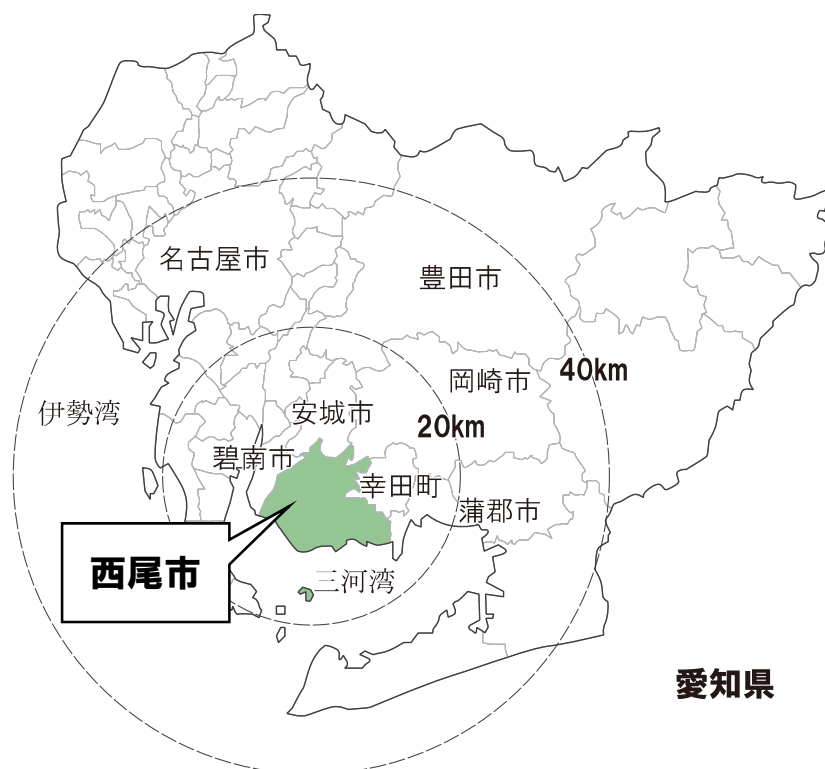 名古屋市
豊田市
40km
岡崎市
伊勢湾
安城市
20km
碧南市
幸田町
蒲郡市
西尾市
三河湾
愛知県